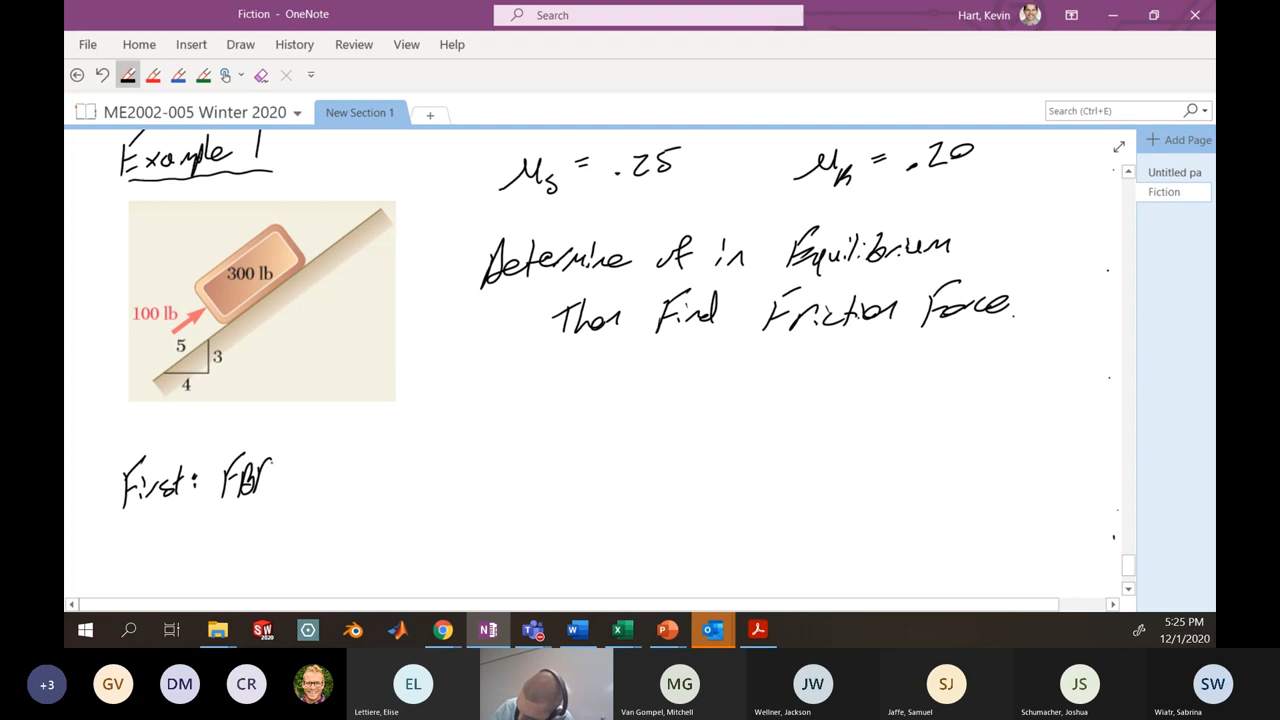 Fiction - OneNote
Search
Hart, Kevin
File Home Insert Draw History Review View Help
ME2002-005 Winter 2020
New Section 1
+
Search (Ctrl+E)
Add Page
Untitled pa
Fiction
Example 1
μs = .25 μk = .20
300 lb
100 lb
5
3
4
Determine if in Equilibrium
Then Find Friction Force.
First: FBD
5:25 PM
12/1/2020
+3
GV
DM
CR
EL
MG
JW
SJ
JS
SW
Lettiere, Elise
Van Gompel, Mitchell
Wellner, Jackson
Jaffe, Samuel
Schumacher, Joshua
Wiatr, Sabrina